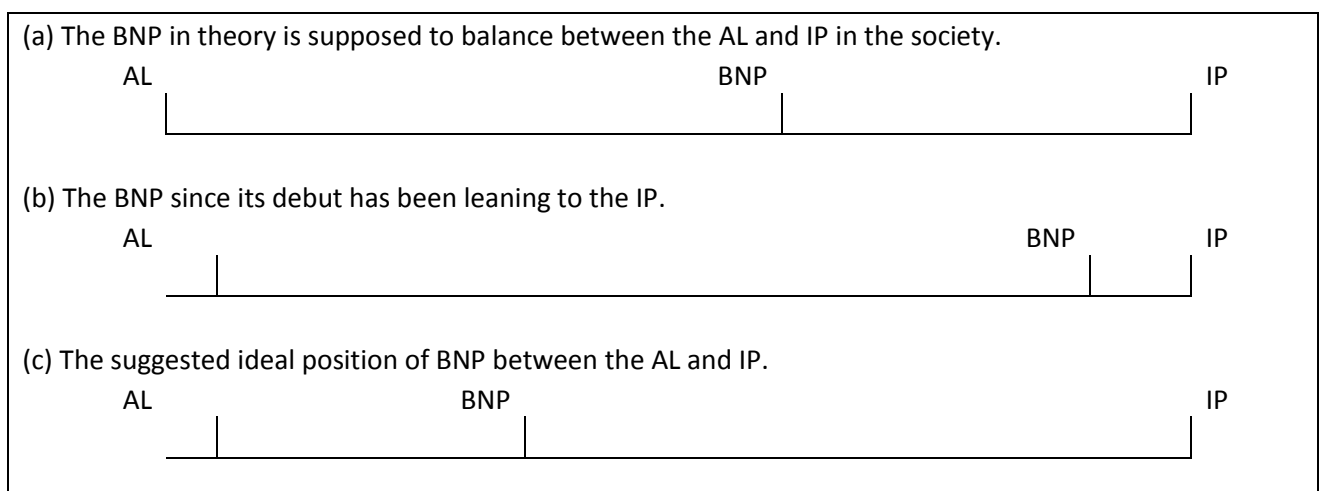 (a) The BNP in theory is supposed to balance between the AL and IP in the society.
AL BNP IP
(b) The BNP since its debut has been leaning to the IP.
AL BNP IP
(c) The suggested ideal position of BNP between the AL and IP.
AL BNP IP